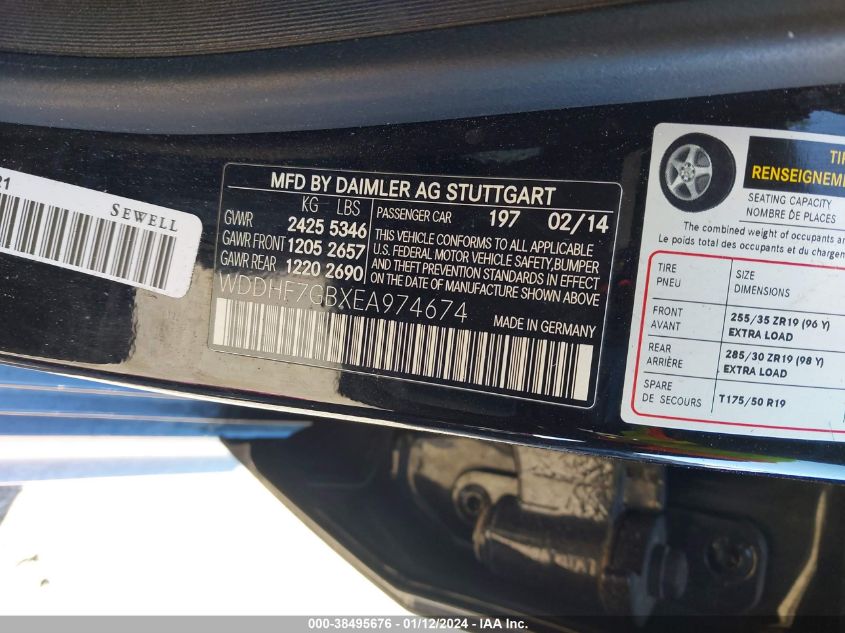 21
SEWELL
MFD BY DAIMLER AG STUTTGART
KG LBS
GVWR 2425 5346
GAWR FRONT 1205 2657
GAWR REAR 1220 2690
PASSENGER CAR 197 02/14
THIS VEHICLE CONFORMS TO ALL APPLICABLE
U.S. FEDERAL MOTOR VEHICLE SAFETY, BUMPER
AND THEFT PREVENTION STANDARDS IN EFFECT
ON THE DATE OF MANUFACTURE SHOWN ABOVE.
WDDHF7GBXEA974674
MADE IN GERMANY
TIR
RENSEIGNEME
SEATING CAPACITY
NOMBRE DE PLACES
The combined weight of occupants a
Le poids total des occupants et du charge
TIRE SIZE
PNEU DIMENSIONS
FRONT 255/35 ZR19 (96 Y)
AVANT EXTRA LOAD
REAR 285/30 ZR19 (98 Y)
ARRIÈRE EXTRA LOAD
SPARE T175/50 R19
DE SECOURS
000-38495676 - 01/12/2024 - IAA Inc.